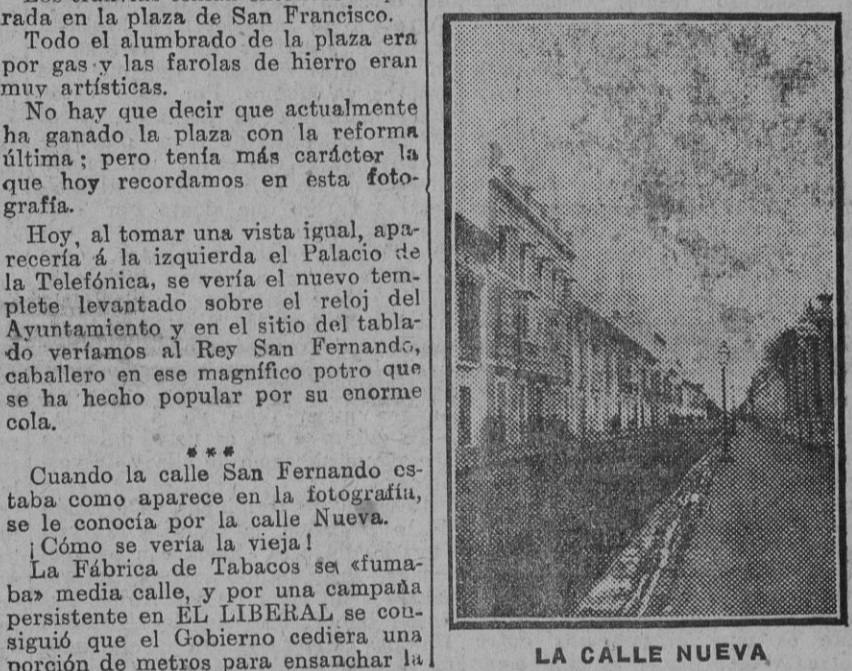 rada en la plaza de San Francisco.
Todo el alumbrado de la plaza era
por gas y las farolas de hierro eran
muy artísticas.
No hay que decir que actualmente
ha ganado la plaza con la reforma
última; pero tenía más carácter la
que hoy recordamos en esta foto-
grafía.
Hoy, al tomar una vista igual, apa-
recería á la izquierda el Palacio de
la Telefónica, se vería el nuevo tem-
plete levantado sobre el reloj del
Ayuntamiento y en el sitio del tabla-
do veríamos al Rey San Fernando,
caballero en ese magnífico potro que
se ha hecho popular por su enorme
cola.
***
Cuando la calle San Fernando es-
taba como aparece en la fotografía,
se le conocía por la calle Nueva.
¡Cómo se vería la vieja!
La Fábrica de Tabacos se «fuma-
ba» media calle, y por una campaña
persistente en EL LIBERAL se con-
siguió que el Gobierno cediera una
porción de metros para ensanchar la
LA CALLE NUEVA